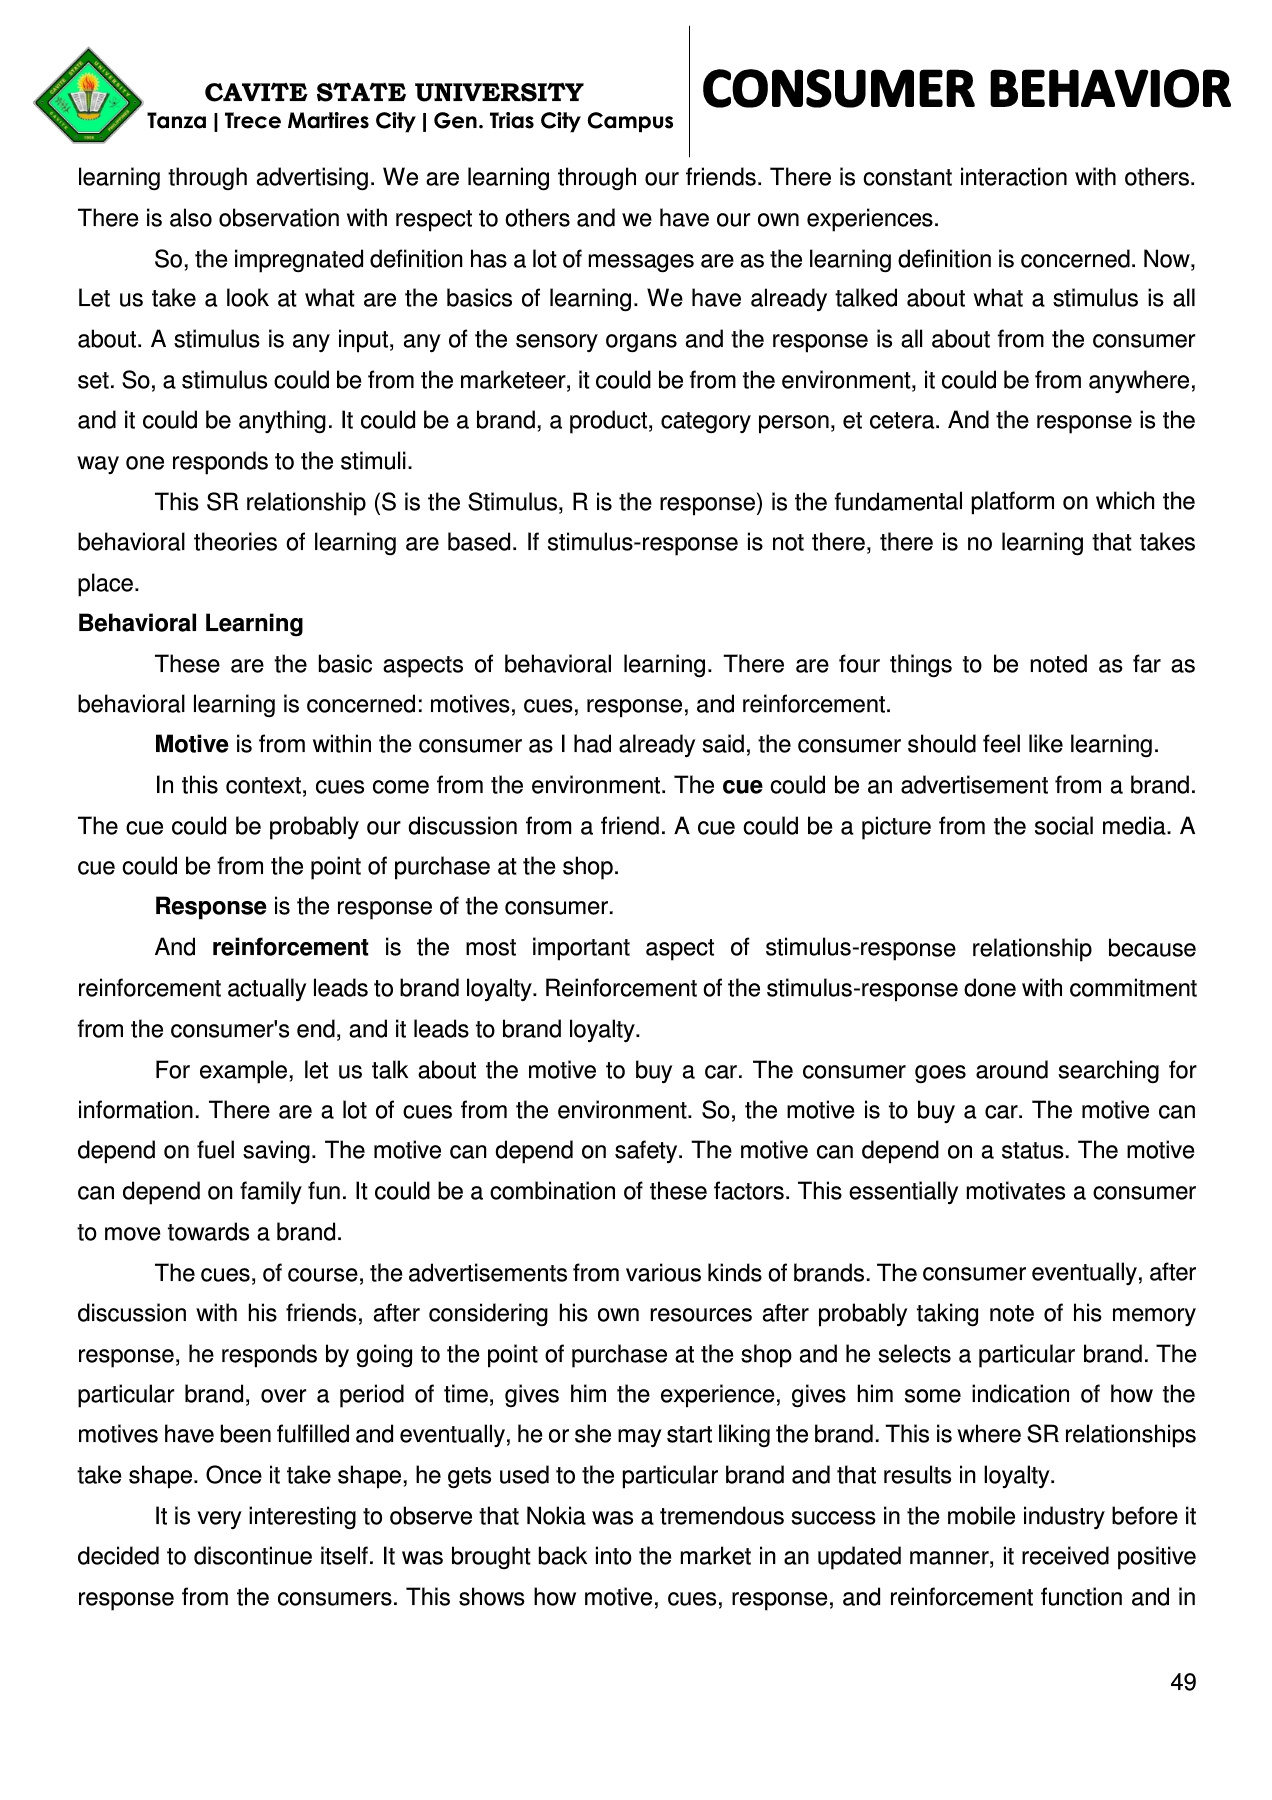 CAVITE STATE UNIVERSITY
Tanza | Trece Martires City | Gen. Trias City Campus
CONSUMER BEHAVIOR
learning through advertising. We are learning through our friends. There is constant interaction with others.
There is also observation with respect to others and we have our own experiences.
So, the impregnated definition has a lot of messages are as the learning definition is concerned. Now,
Let us take a look at what are the basics of learning. We have already talked about what a stimulus is all
about. A stimulus is any input, any of the sensory organs and the response is all about from the consumer
set. So, a stimulus could be from the marketeer, it could be from the environment, it could be from anywhere,
and it could be anything. It could be a brand, a product, category person, et cetera. And the response is the
way one responds to the stimuli.
This SR relationship (S is the Stimulus, R is the response) is the fundamental platform on which the
behavioral theories of learning are based. If stimulus-response is not there, there is no learning that takes
place.
Behavioral Learning
These are the basic aspects of behavioral learning. There are four things to be noted as far as
behavioral learning is concerned: motives, cues, response, and reinforcement.
Motive is from within the consumer as I had already said, the consumer should feel like learning.
In this context, cues come from the environment. The cue could be an advertisement from a brand.
The cue could be probably our discussion from a friend. A cue could be a picture from the social media. A
cue could be from the point of purchase at the shop.
Response is the response of the consumer.
And reinforcement is the most important aspect of stimulus-response relationship because
reinforcement actually leads to brand loyalty. Reinforcement of the stimulus-response done with commitment
from the consumer's end, and it leads to brand loyalty.
For example, let us talk about the motive to buy a car. The consumer goes around searching for
information. There are a lot of cues from the environment. So, the motive is to buy a car. The motive can
depend on fuel saving. The motive can depend on safety. The motive can depend on a status. The motive
can depend on family fun. It could be a combination of these factors. This essentially motivates a consumer
to move towards a brand.
The cues, of course, the advertisements from various kinds of brands. The consumer eventually, after
discussion with his friends, after considering his own resources after probably taking note of his memory
response, he responds by going to the point of purchase at the shop and he selects a particular brand. The
particular brand, over a period of time, gives him the experience, gives him some indication of how the
motives have been fulfilled and eventually, he or she may start liking the brand. This is where SR relationships
take shape. Once it take shape, he gets used to the particular brand and that results in loyalty.
It is very interesting to observe that Nokia was a tremendous success in the mobile industry before it
decided to discontinue itself. It was brought back into the market in an updated manner, it received positive
response from the consumers. This shows how motive, cues, response, and reinforcement function and in
49